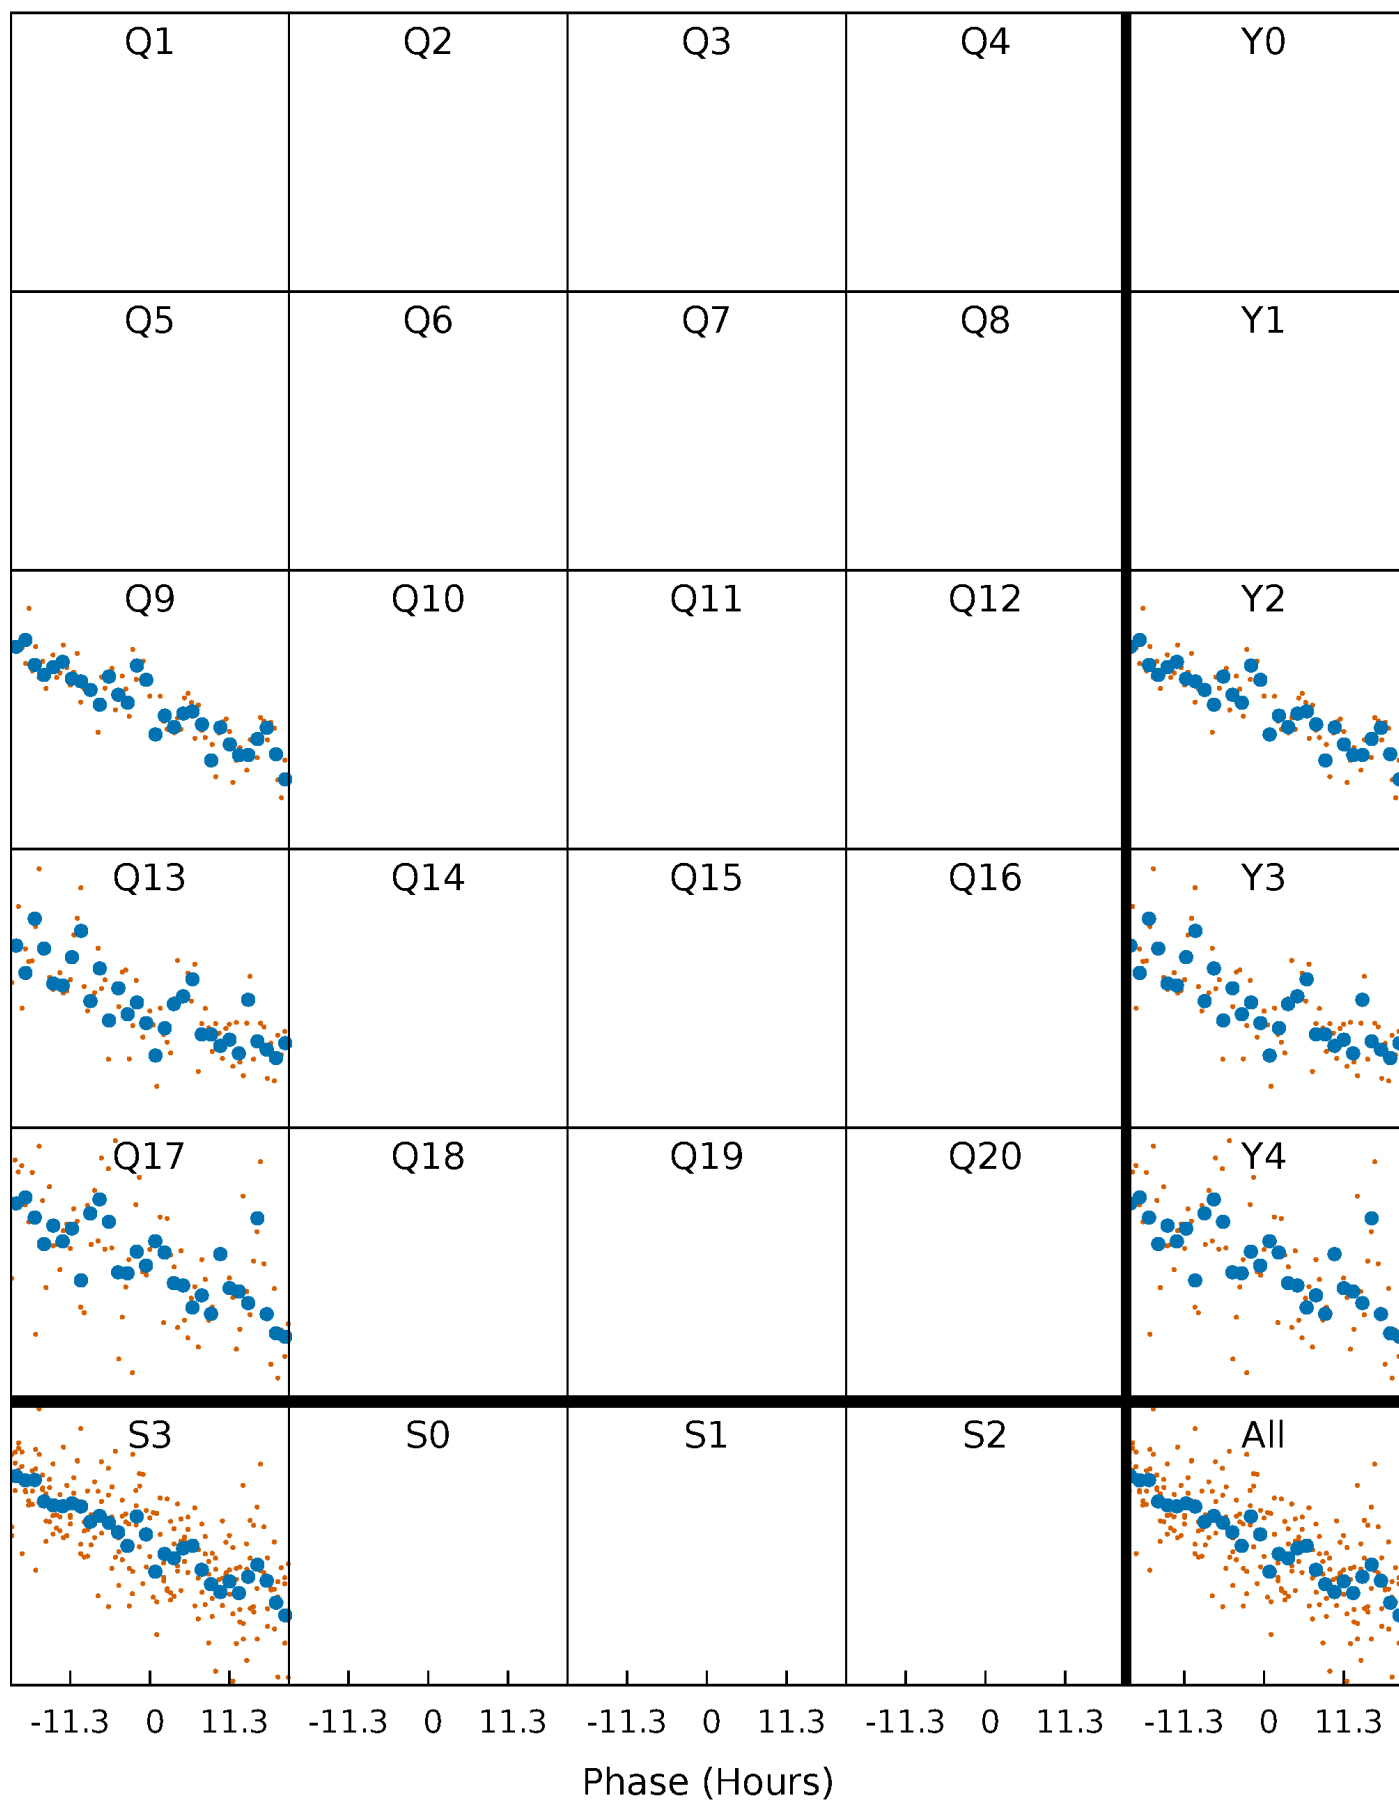 Q1 Q2 Q3 Q4 Y0
Q5 Q6 Q7 Q8 Y1
Q9 Q10 Q11 Q12 Y2
Q13 Q14 Q15 Q16 Y3
Q17 Q18 Q19 Q20 Y4
S3 S0 S1 S2 All
-11.3 0 11.3 -11.3 0 11.3 -11.3 0 11.3 -11.3 0 11.3 -11.3 0 11.3
Phase (Hours)